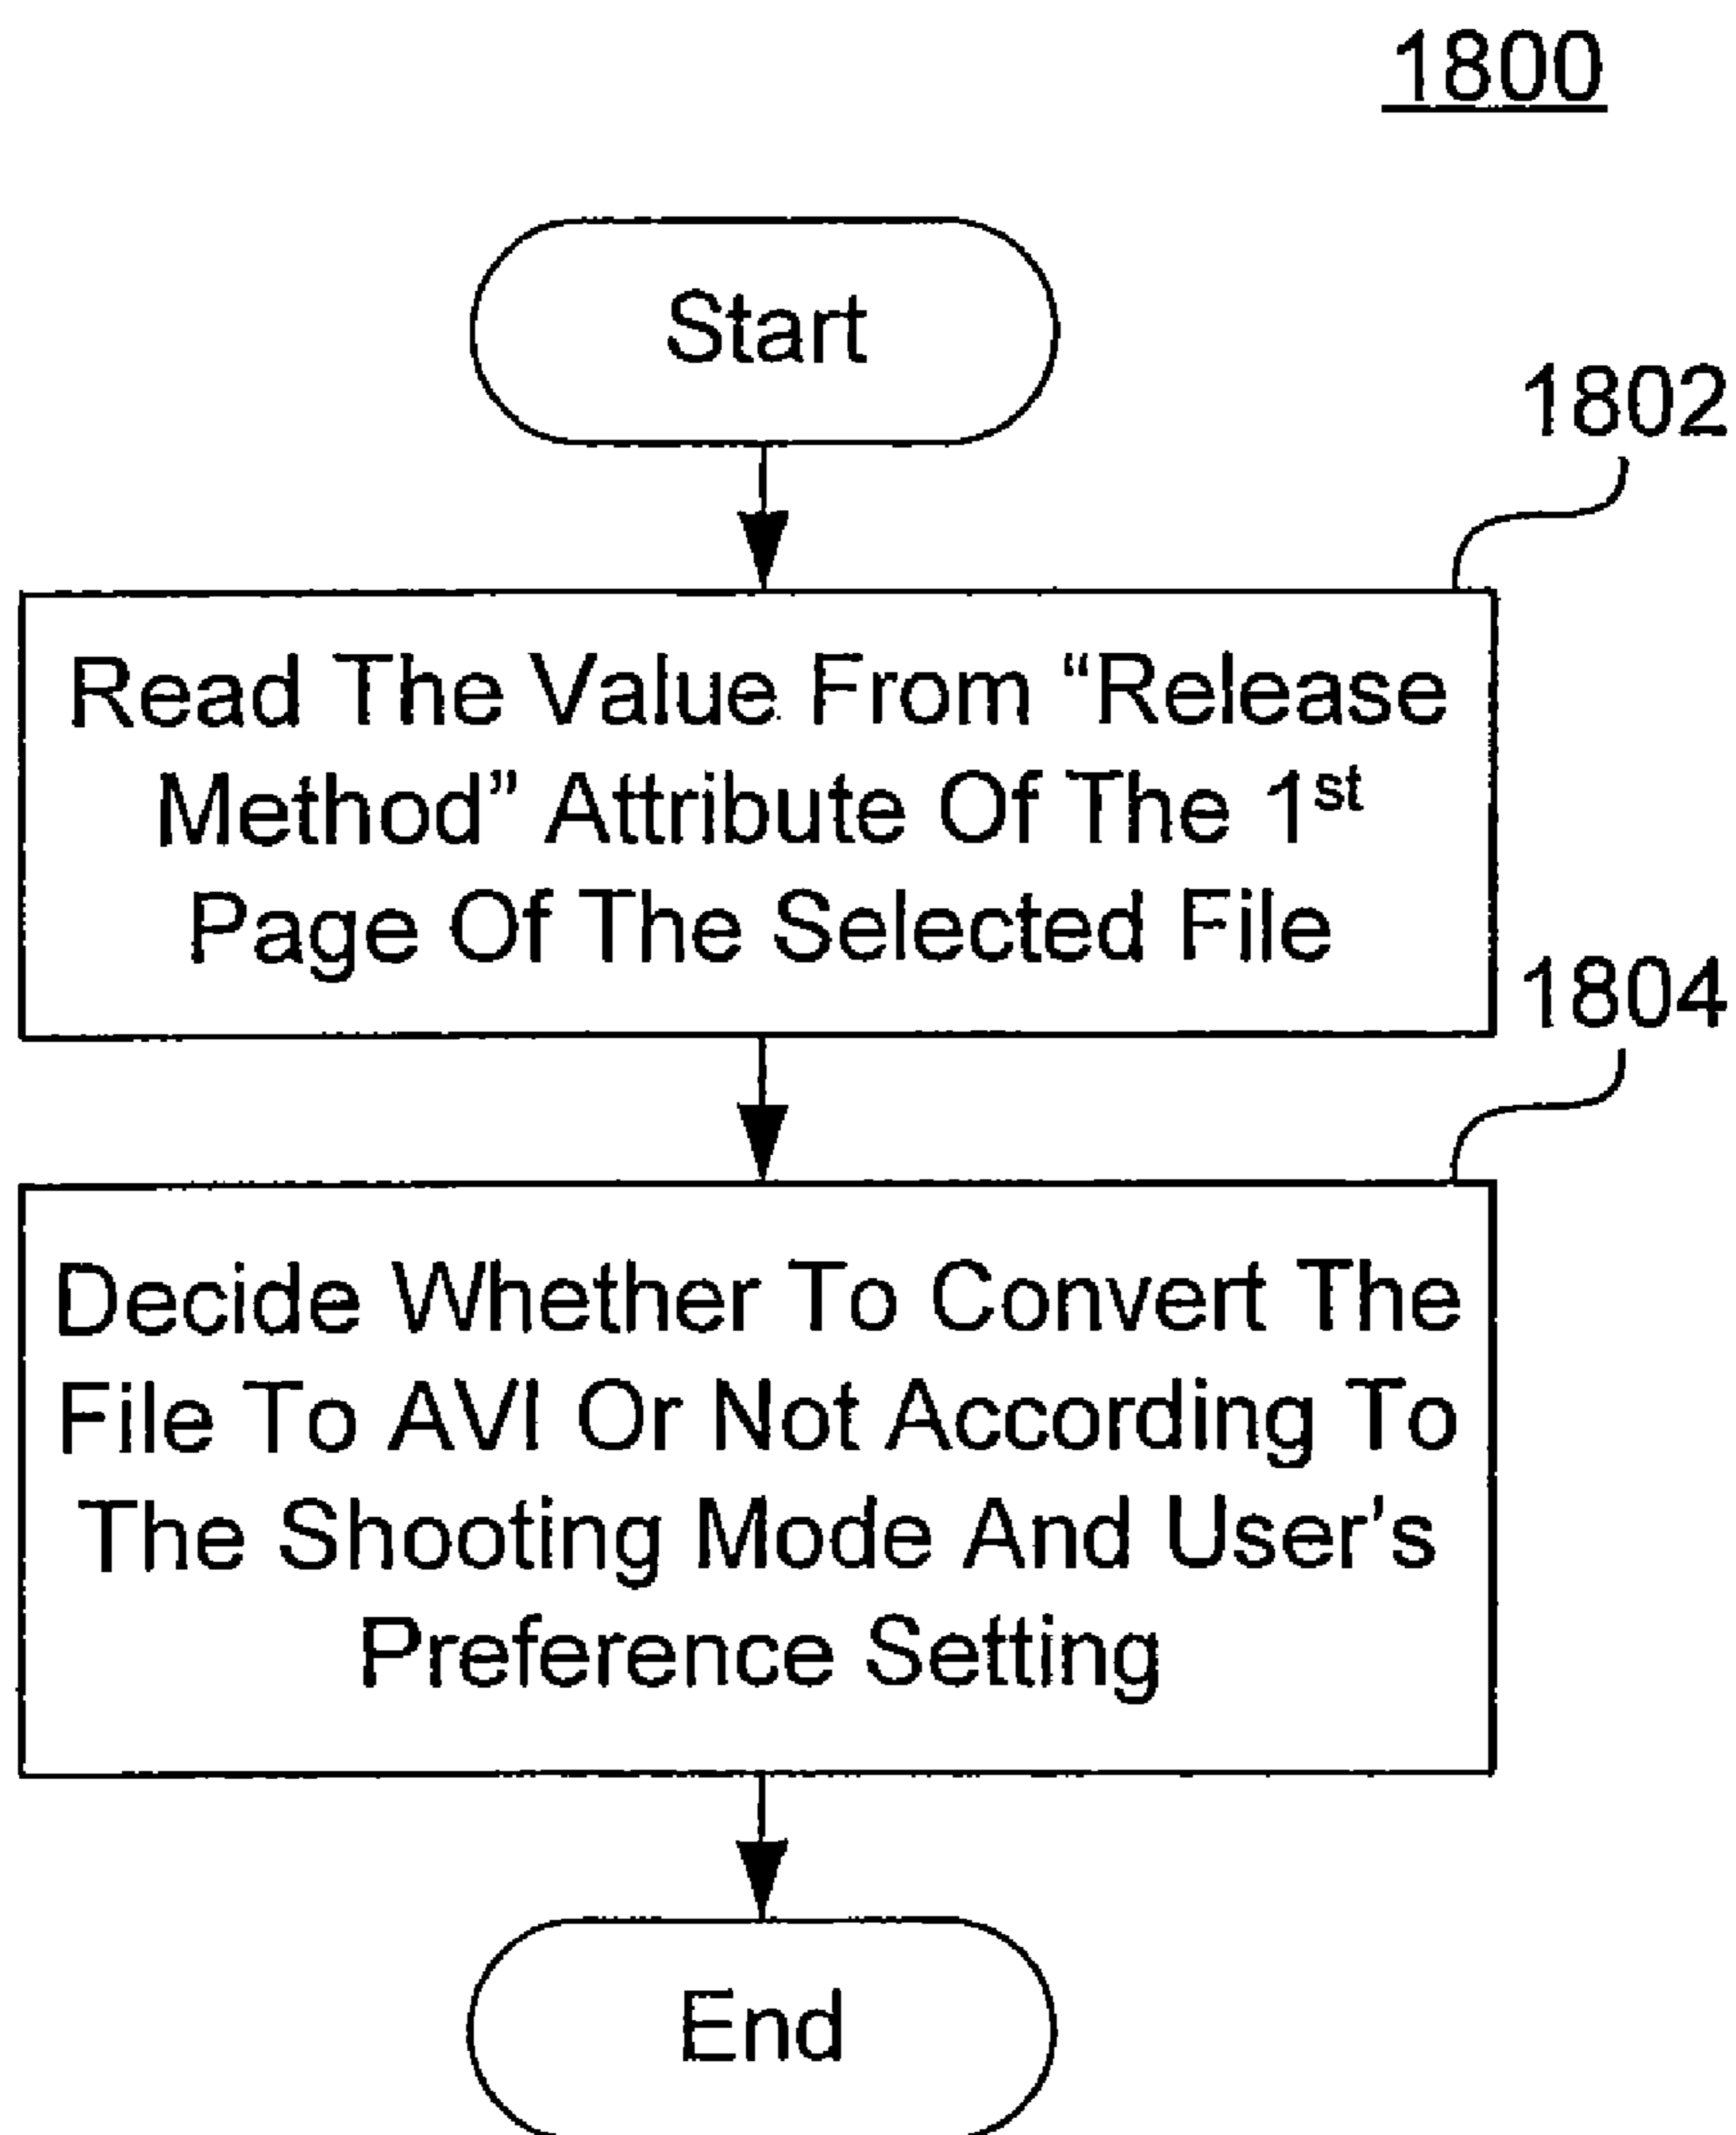 1800
Start
1802
Read The Value From “Release
Method” Attribute Of The 1st
Page Of The Selected File
1804
Decide Whether To Convert The
File To AVI Or Not According To
The Shooting Mode And User’s
Preference Setting
End